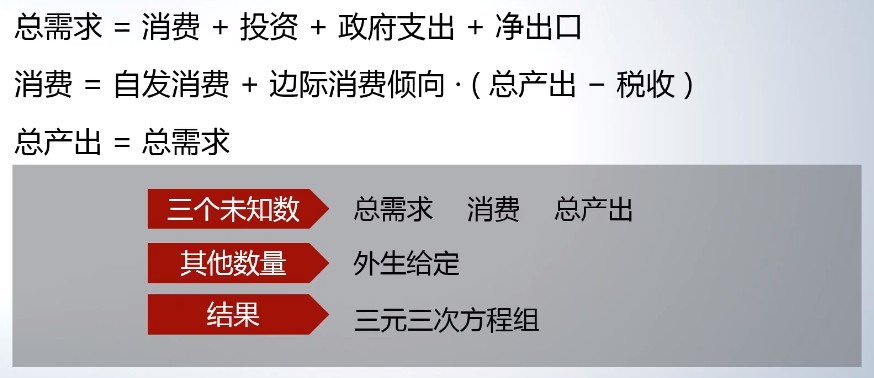 总需求 = 消费 + 投资 + 政府支出 + 净出口
消费 = 自发消费 + 边际消费倾向·( 总产出 − 税收 )
总产出 = 总需求
三个未知数 总需求 消费 总产出
其他数量 外生给定
结果 三元三次方程组